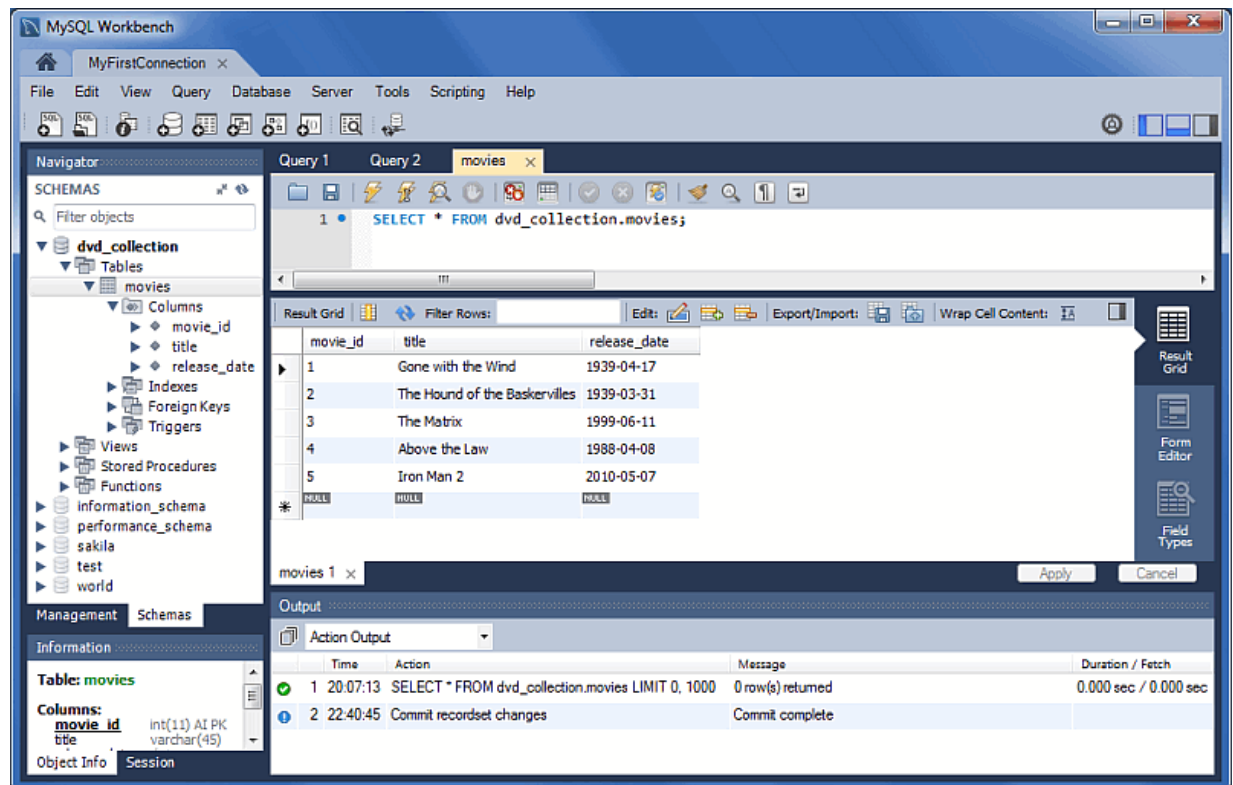 MySQL Workbench
MyFirstConnection
File Edit View Query Database Server Tools Scripting Help
Navigator
SCHEMAS
Filter objects
dvd_collection
Tables
movies
Columns
movie_id
title
release_date
Indexes
Foreign Keys
Triggers
Views
Stored Procedures
Functions
information_schema
performance_schema
sakila
test
world
Management Schemas
Information
Table: movies
Columns:
movie_id int(11) AI PK
title varchar(45)
Object Info Session
Query 1 Query 2 movies
1 SELECT * FROM dvd_collection.movies;
Result Grid Filter Rows: Edit: Export/Import: Wrap Cell Content:
movie_id title release_date
1 Gone with the Wind 1939-04-17
2 The Hound of the Baskervilles 1939-03-31
3 The Matrix 1999-06-11
4 Above the Law 1988-04-08
5 Iron Man 2 2010-05-07
NULL NULL NULL
Result
Grid
Form
Editor
Field
Types
movies 1 Apply Cancel
Output
Action Output
Time Action Message Duration / Fetch
1 20:07:13 SELECT * FROM dvd_collection.movies LIMIT 0, 1000 0 row(s) returned 0.000 sec / 0.000 sec
2 22:40:45 Commit recordset changes Commit complete